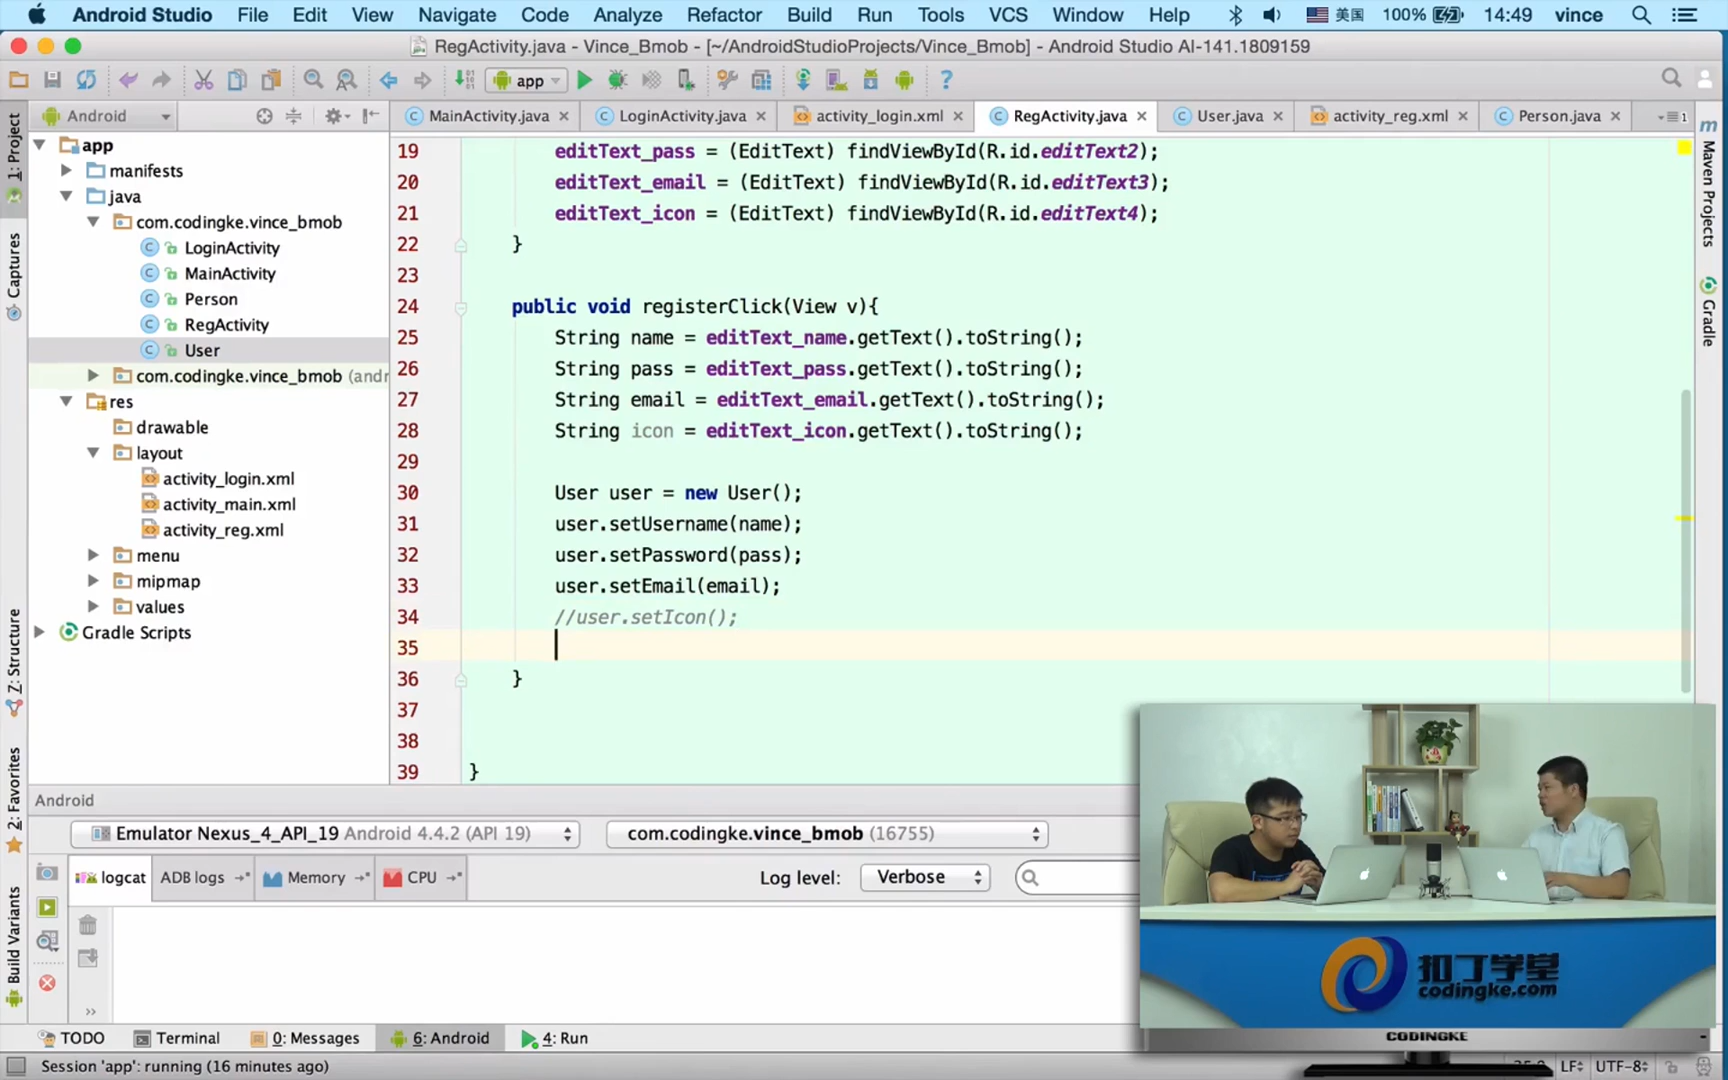 Android Studio File Edit View Navigate Code Analyze Refactor Build Run Tools VCS Window Help 美国 100% 14:49 vince
RegActivity.java - Vince_Bmob - [~/AndroidStudioProjects/Vince_Bmob] - Android Studio AI-141.1809159
app
Android
MainActivity.java LoginActivity.java activity_login.xml RegActivity.java User.java activity_reg.xml Person.java
1: Project
Captures
Z: Structure
2: Favorites
Build Variants
app
manifests
java
com.codingke.vince_bmob
LoginActivity
MainActivity
Person
RegActivity
User
com.codingke.vince_bmob (andr
res
drawable
layout
activity_login.xml
activity_main.xml
activity_reg.xml
menu
mipmap
values
Gradle Scripts
19 editText_pass = (EditText) findViewById(R.id.editText2);
20 editText_email = (EditText) findViewById(R.id.editText3);
21 editText_icon = (EditText) findViewById(R.id.editText4);
22 }
23
24 public void registerClick(View v){
25 String name = editText_name.getText().toString();
26 String pass = editText_pass.getText().toString();
27 String email = editText_email.getText().toString();
28 String icon = editText_icon.getText().toString();
29
30 User user = new User();
31 user.setUsername(name);
32 user.setPassword(pass);
33 user.setEmail(email);
34 //user.setIcon();
35
36 }
37
38
39 }
m Maven Projects
Gradle
Android
Emulator Nexus_4_API_19 Android 4.4.2 (API 19) com.codingke.vince_bmob (16755)
logcat ADB logs Memory CPU Log level: Verbose
扣丁学堂
codingke.com
CODINGKE
TODO Terminal 0: Messages 6: Android 4: Run
Session 'app': running (16 minutes ago) LF UTF-8